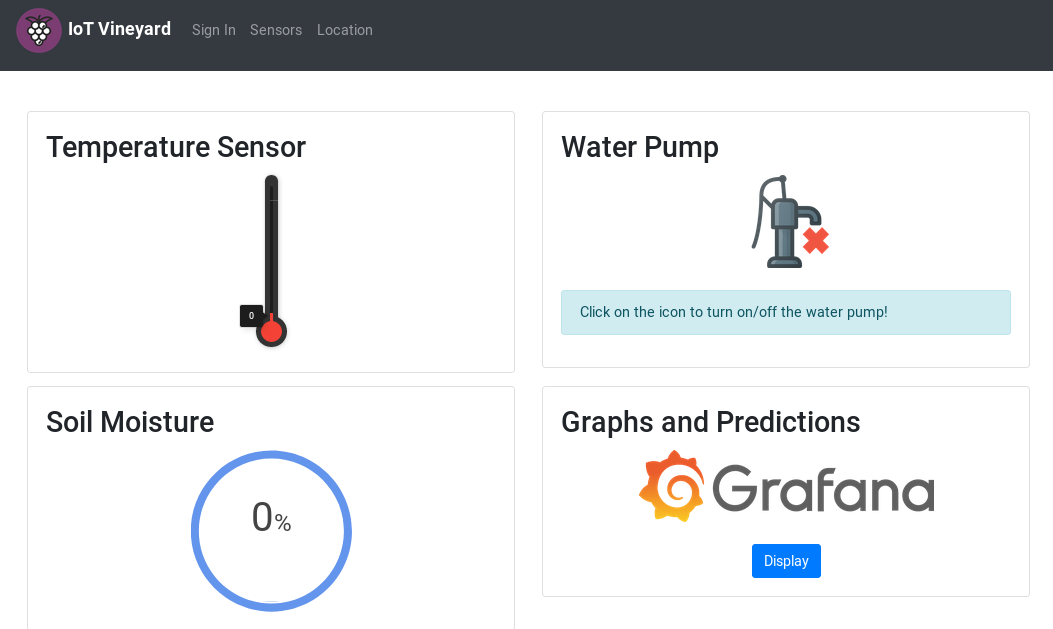 IoT Vineyard
Sign In
Sensors
Location
Temperature Sensor
0
Water Pump
Click on the icon to turn on/off the water pump!
Soil Moisture
0%
Graphs and Predictions
Grafana
Display